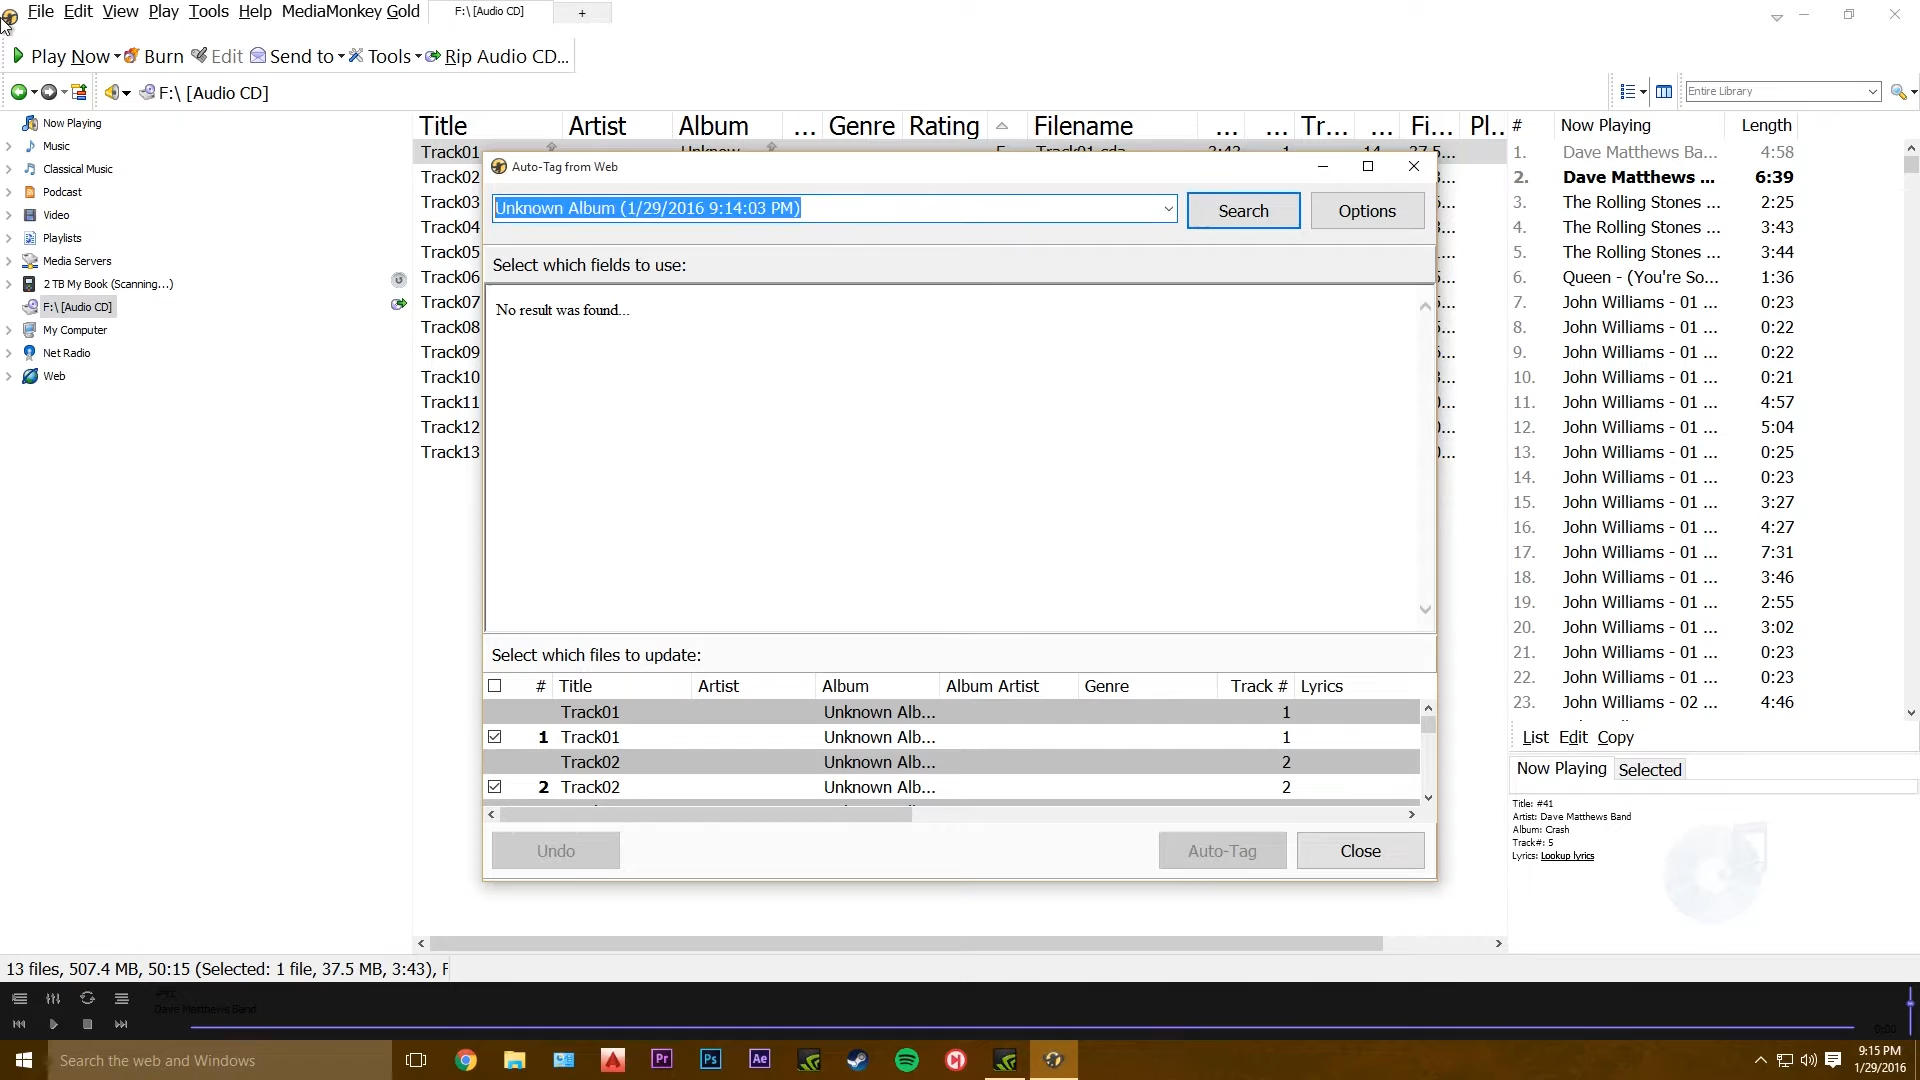 File Edit View Play Tools Help MediaMonkey Gold F:\ [Audio CD] +
Play Now Burn Edit Send to Tools Rip Audio CD...
F:\ [Audio CD]
Entire Library
Now Playing
Music
Classical Music
Podcast
Video
Playlists
Media Servers
2 TB My Book (Scanning...)
F:\ [Audio CD]
My Computer
Net Radio
Web
Title Artist Album ... Genre Rating Filename ... ... Tr... ... Fi... Pl...
Track01
Track02
Track03
Track04
Track05
Track06
Track07
Track08
Track09
Track10
Track11
Track12
Track13
Auto-Tag from Web
Unknown Album (1/29/2016 9:14:03 PM)
Search Options
Select which fields to use:
No result was found...
Select which files to update:
# Title Artist Album Album Artist Genre Track # Lyrics
Track01 Unknown Alb... 1
1 Track01 Unknown Alb... 1
Track02 Unknown Alb... 2
2 Track02 Unknown Alb... 2
Undo Auto-Tag Close
# Now Playing Length
1. Dave Matthews Ba... 4:58
2. Dave Matthews ... 6:39
3. The Rolling Stones ... 2:25
4. The Rolling Stones ... 3:43
5. The Rolling Stones ... 3:44
6. Queen - (You're So... 1:36
7. John Williams - 01 ... 0:23
8. John Williams - 01 ... 0:22
9. John Williams - 01 ... 0:22
10. John Williams - 01 ... 0:21
11. John Williams - 01 ... 4:57
12. John Williams - 01 ... 5:04
13. John Williams - 01 ... 0:25
14. John Williams - 01 ... 0:23
15. John Williams - 01 ... 3:27
16. John Williams - 01 ... 4:27
17. John Williams - 01 ... 7:31
18. John Williams - 01 ... 3:46
19. John Williams - 01 ... 2:55
20. John Williams - 01 ... 3:02
21. John Williams - 01 ... 0:23
22. John Williams - 01 ... 0:23
23. John Williams - 02 ... 4:46
List Edit Copy
Now Playing Selected
Title: #41
Artist: Dave Matthews Band
Album: Crash
Track#: 5
Lyrics: Lookup lyrics
13 files, 507.4 MB, 50:15 (Selected: 1 file, 37.5 MB, 3:43), F
Dave Matthews Band
0:00
Search the web and Windows
Pr Ps Ae
9:15 PM
1/29/2016